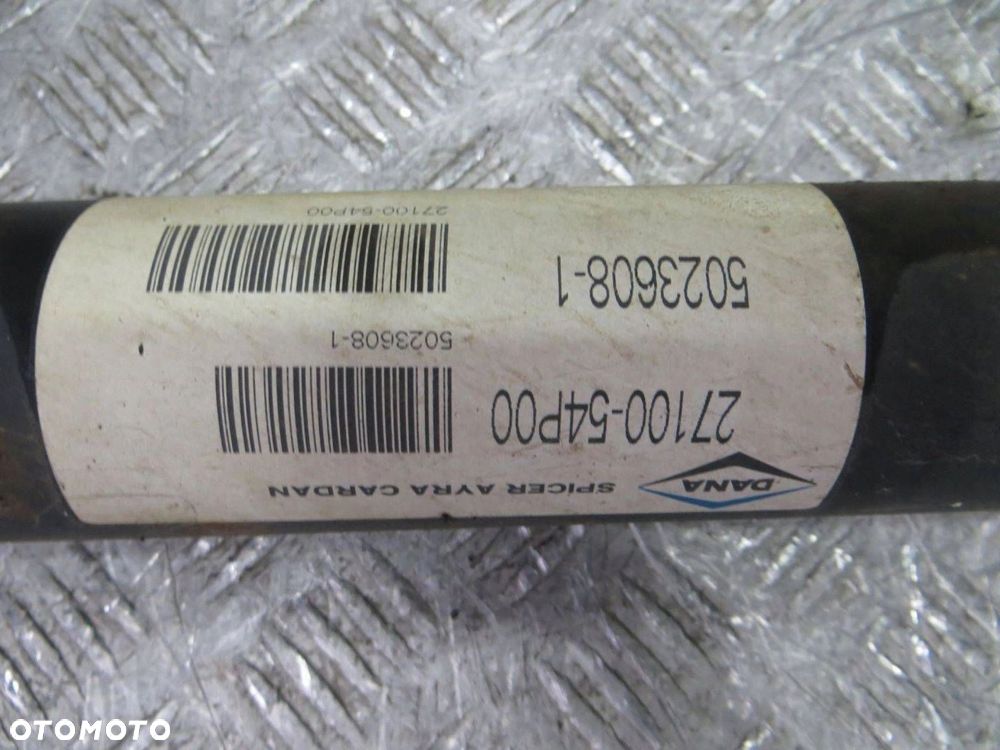 DANA
SPICER AYRA CARDAN
27100-54P00
5023608-1
5023608-1
27100-54P00
OTOMOTO